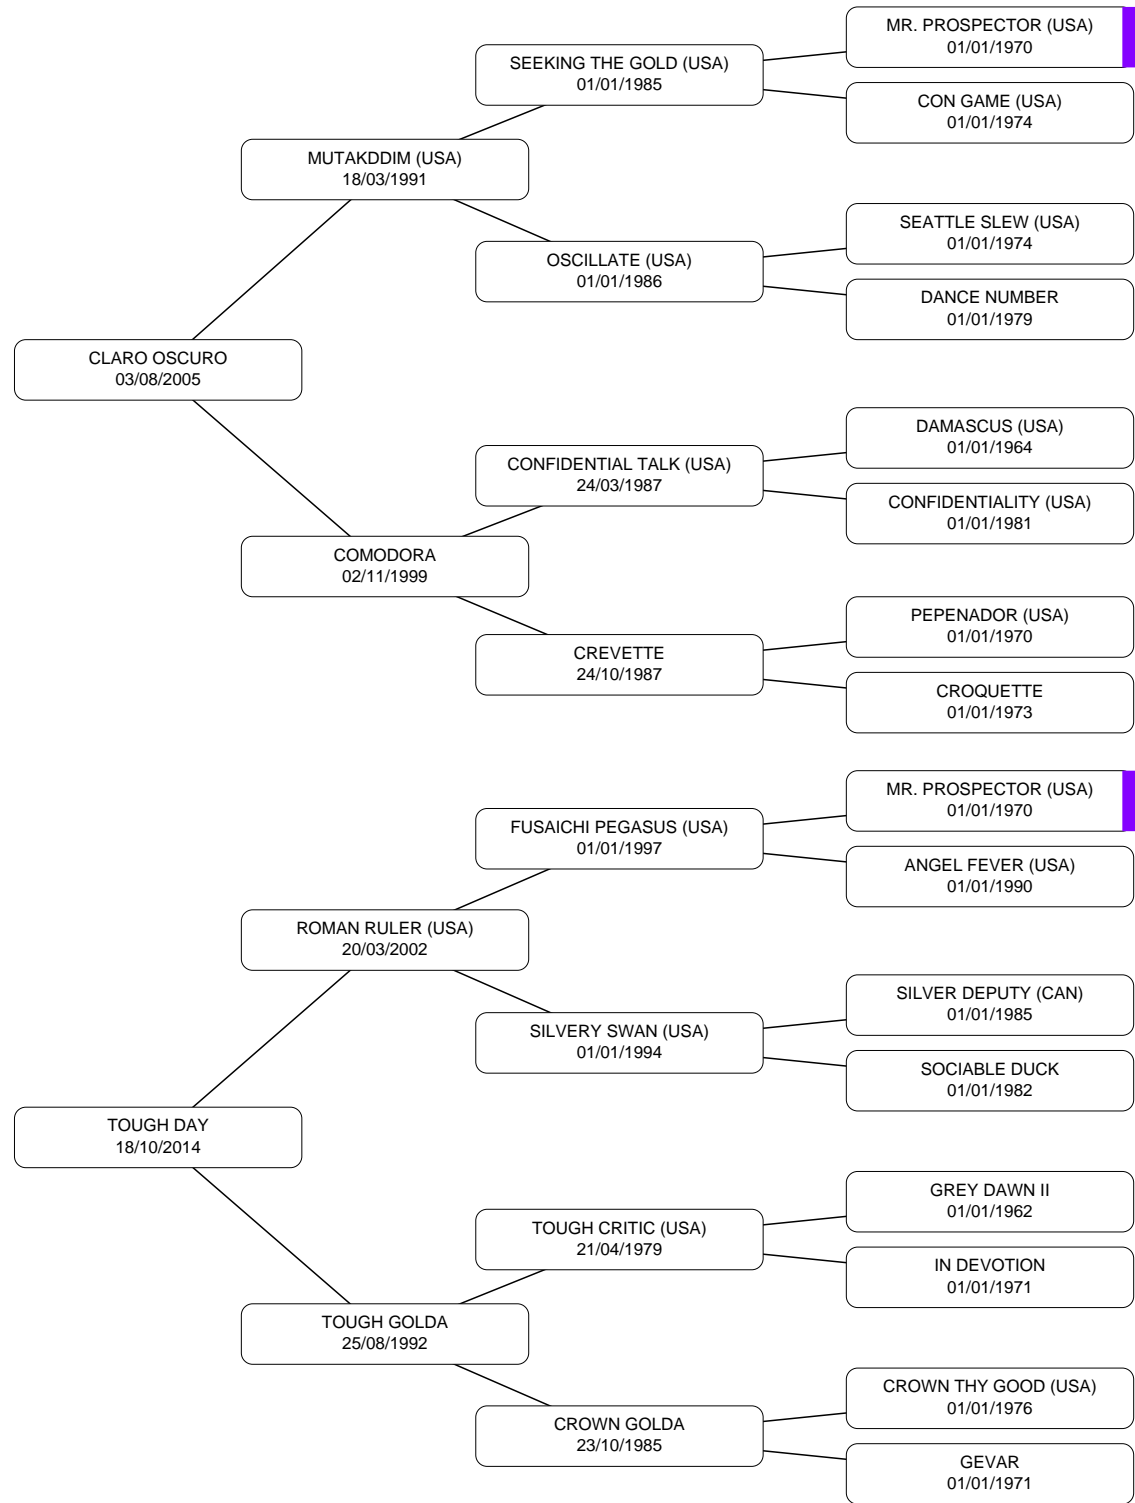 MR. PROSPECTOR (USA)
01/01/1970
SEEKING THE GOLD (USA)
01/01/1985
CON GAME (USA)
01/01/1974
MUTAKDDIM (USA)
18/03/1991
SEATTLE SLEW (USA)
01/01/1974
OSCILLATE (USA)
01/01/1986
DANCE NUMBER
01/01/1979
CLARO OSCURO
03/08/2005
DAMASCUS (USA)
01/01/1964
CONFIDENTIAL TALK (USA)
24/03/1987
CONFIDENTIALITY (USA)
01/01/1981
COMODORA
02/11/1999
PEPENADOR (USA)
01/01/1970
CREVETTE
24/10/1987
CROQUETTE
01/01/1973
MR. PROSPECTOR (USA)
01/01/1970
FUSAICHI PEGASUS (USA)
01/01/1997
ANGEL FEVER (USA)
01/01/1990
ROMAN RULER (USA)
20/03/2002
SILVER DEPUTY (CAN)
01/01/1985
SILVERY SWAN (USA)
01/01/1994
SOCIABLE DUCK
01/01/1982
TOUGH DAY
18/10/2014
GREY DAWN II
01/01/1962
TOUGH CRITIC (USA)
21/04/1979
IN DEVOTION
01/01/1971
TOUGH GOLDA
25/08/1992
CROWN THY GOOD (USA)
01/01/1976
CROWN GOLDA
23/10/1985
GEVAR
01/01/1971